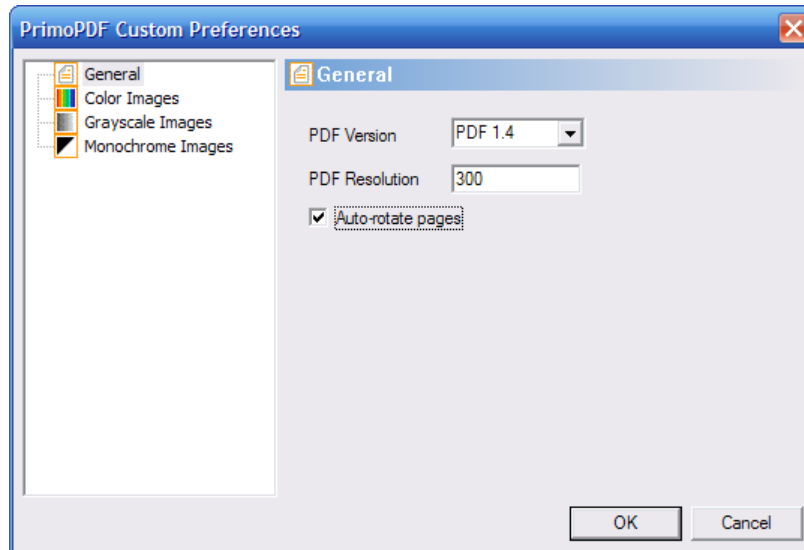 PrimoPDF Custom Preferences
General
Color Images
Grayscale Images
Monochrome Images
General
PDF Version PDF 1.4
PDF Resolution 300
Auto-rotate pages
OK Cancel